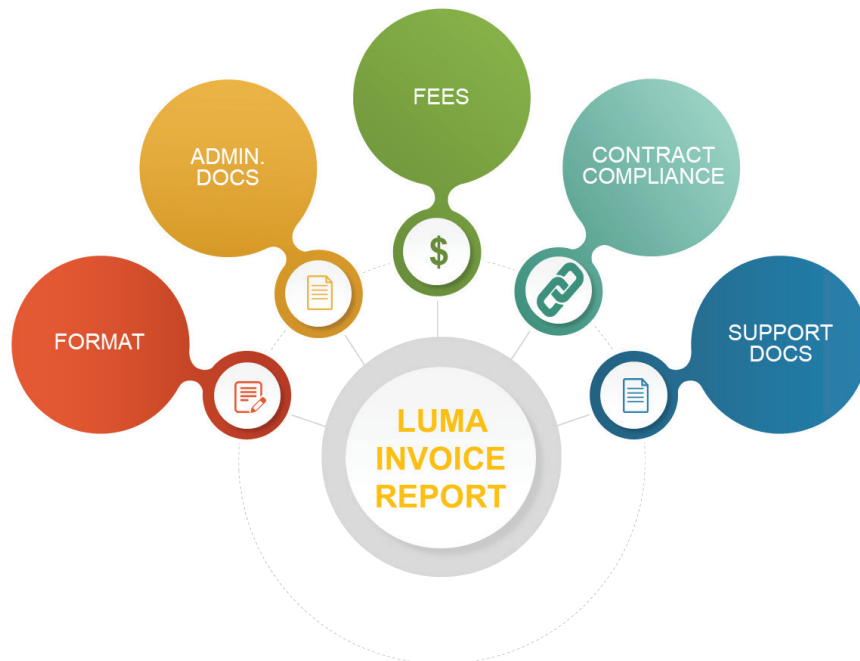 FEES
ADMIN.
DOCS
CONTRACT
COMPLIANCE
$
FORMAT
SUPPORT
DOCS
LUMA
INVOICE
REPORT